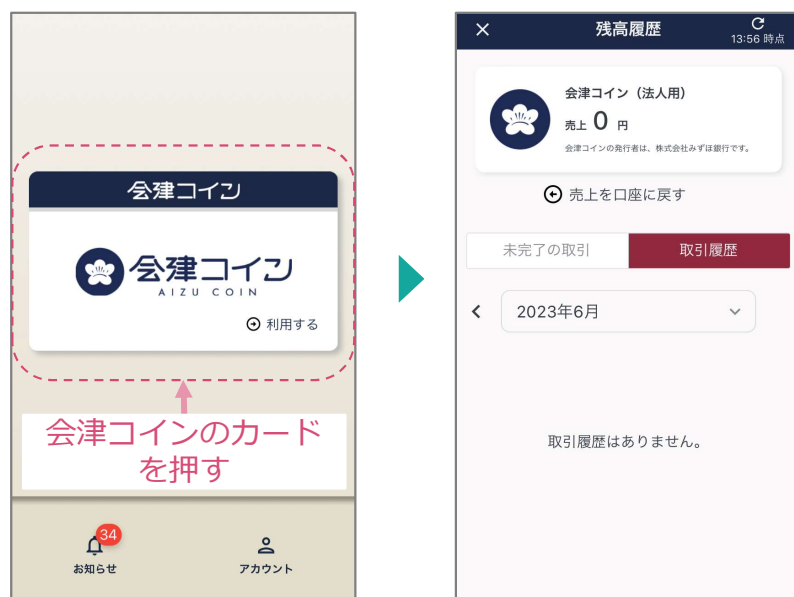 会津コイン
会津コイン
AIZU COIN
利用する
会津コインのカード
を押す
34
お知らせ
アカウント
残高履歴
13:56 時点
会津コイン（法人用）
売上 0 円
会津コインの発行者は、株式会社みずほ銀行です。
売上を口座に戻す
未完了の取引
取引履歴
2023年6月
取引履歴はありません。